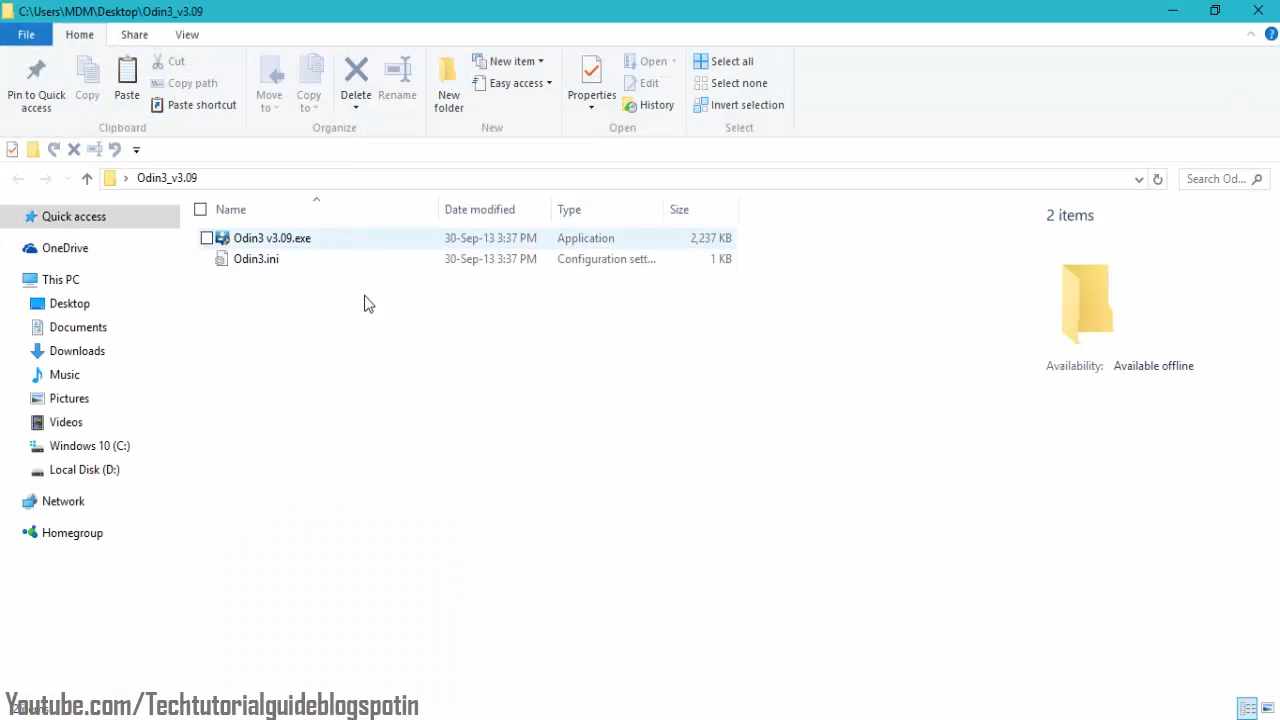 C:\Users\MDM\Desktop\Odin3_v3.09
File Home Share View
Pin to Quick access
Copy
Paste
Cut
Copy path
Paste shortcut
Clipboard
Move to
Copy to
Delete
Rename
Organize
New folder
New item
Easy access
New
Properties
Open
Edit
History
Open
Select all
Select none
Invert selection
Select
Odin3_v3.09
Search Od...
Quick access
OneDrive
This PC
Desktop
Documents
Downloads
Music
Pictures
Videos
Windows 10 (C:)
Local Disk (D:)
Network
Homegroup
Name Date modified Type Size
Odin3 v3.09.exe 30-Sep-13 3:37 PM Application 2,237 KB
Odin3.ini 30-Sep-13 3:37 PM Configuration sett... 1 KB
2 items
Availability: Available offline
Youtube.com/Techtutorialguideblogspotin